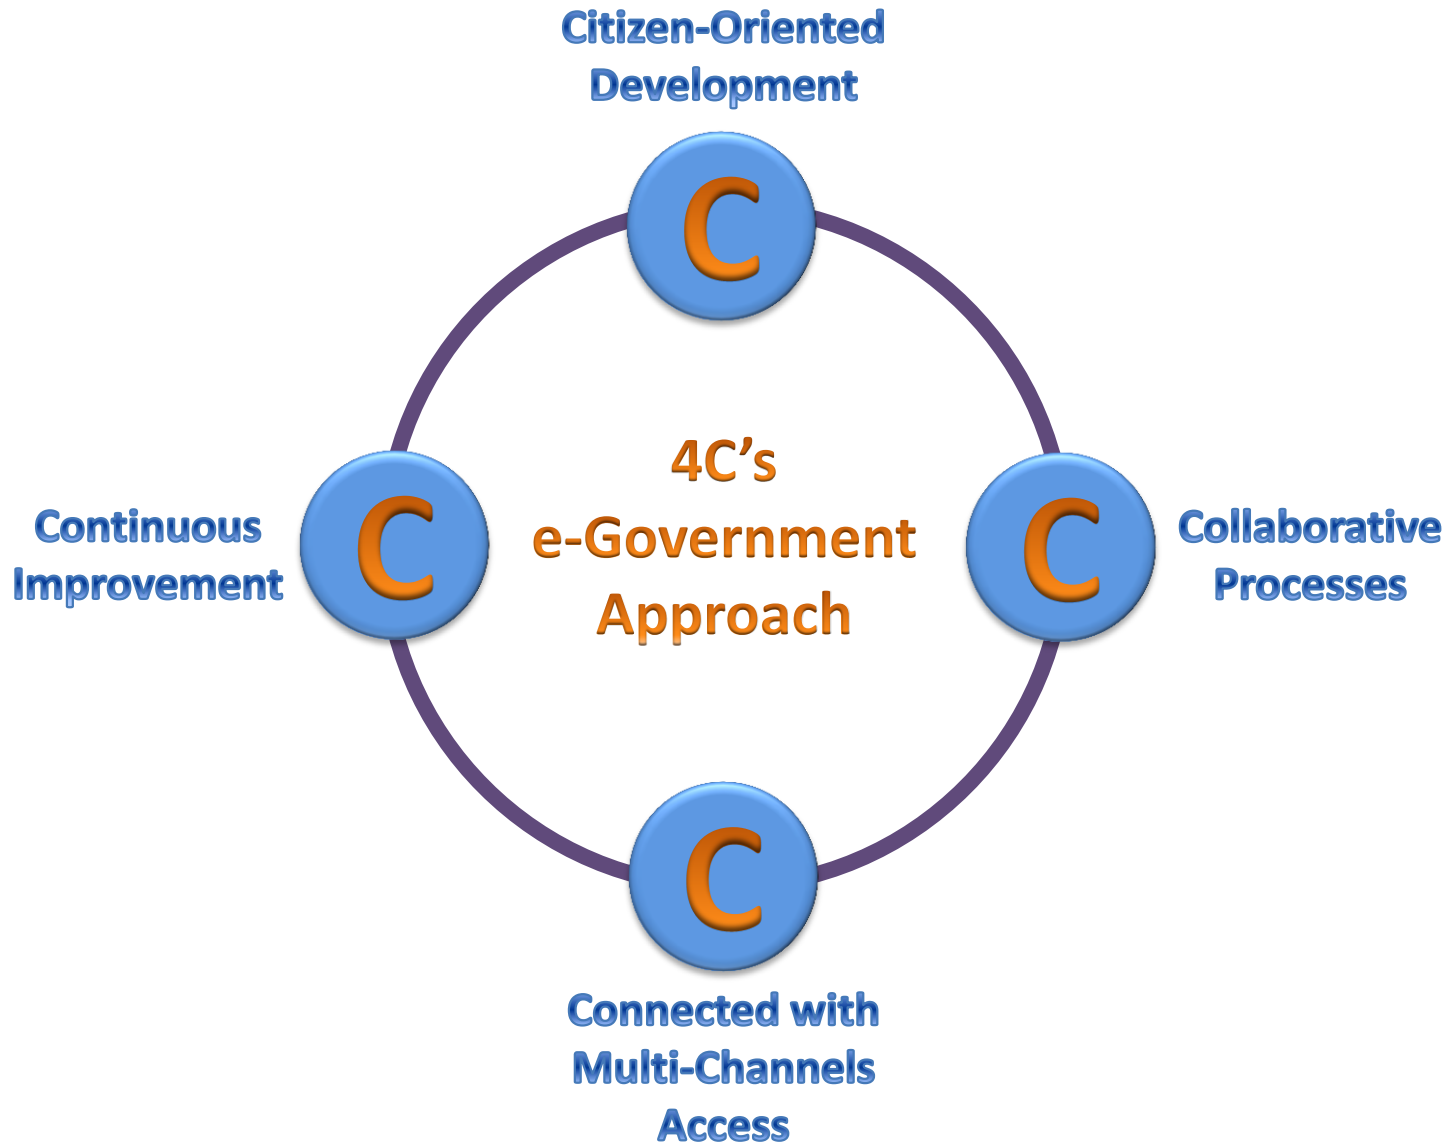 Citizen-Oriented
Development
C
4C’s
e-Government
Approach
C
Continuous
Improvement
C
Collaborative
Processes
C
Connected with
Multi-Channels
Access